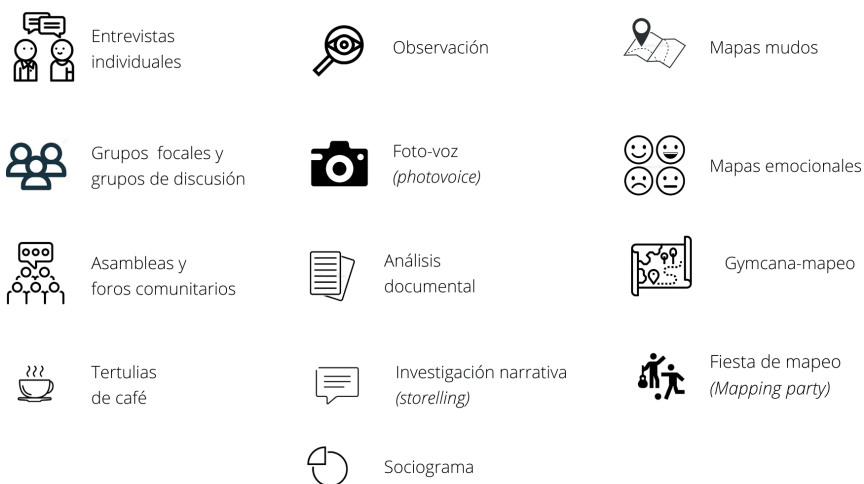 Entrevistas
individuales
Grupos focales y
grupos de discusión
Asambleas y
foros comunitarios
Tertulias
de café
Observación
Foto-voz
(photovoice)
Análisis
documental
Investigación narrativa
(storelling)
Sociograma
Mapas mudos
Mapas emocionales
Gymcana-mapeo
Fiesta de mapeo
(Mapping party)